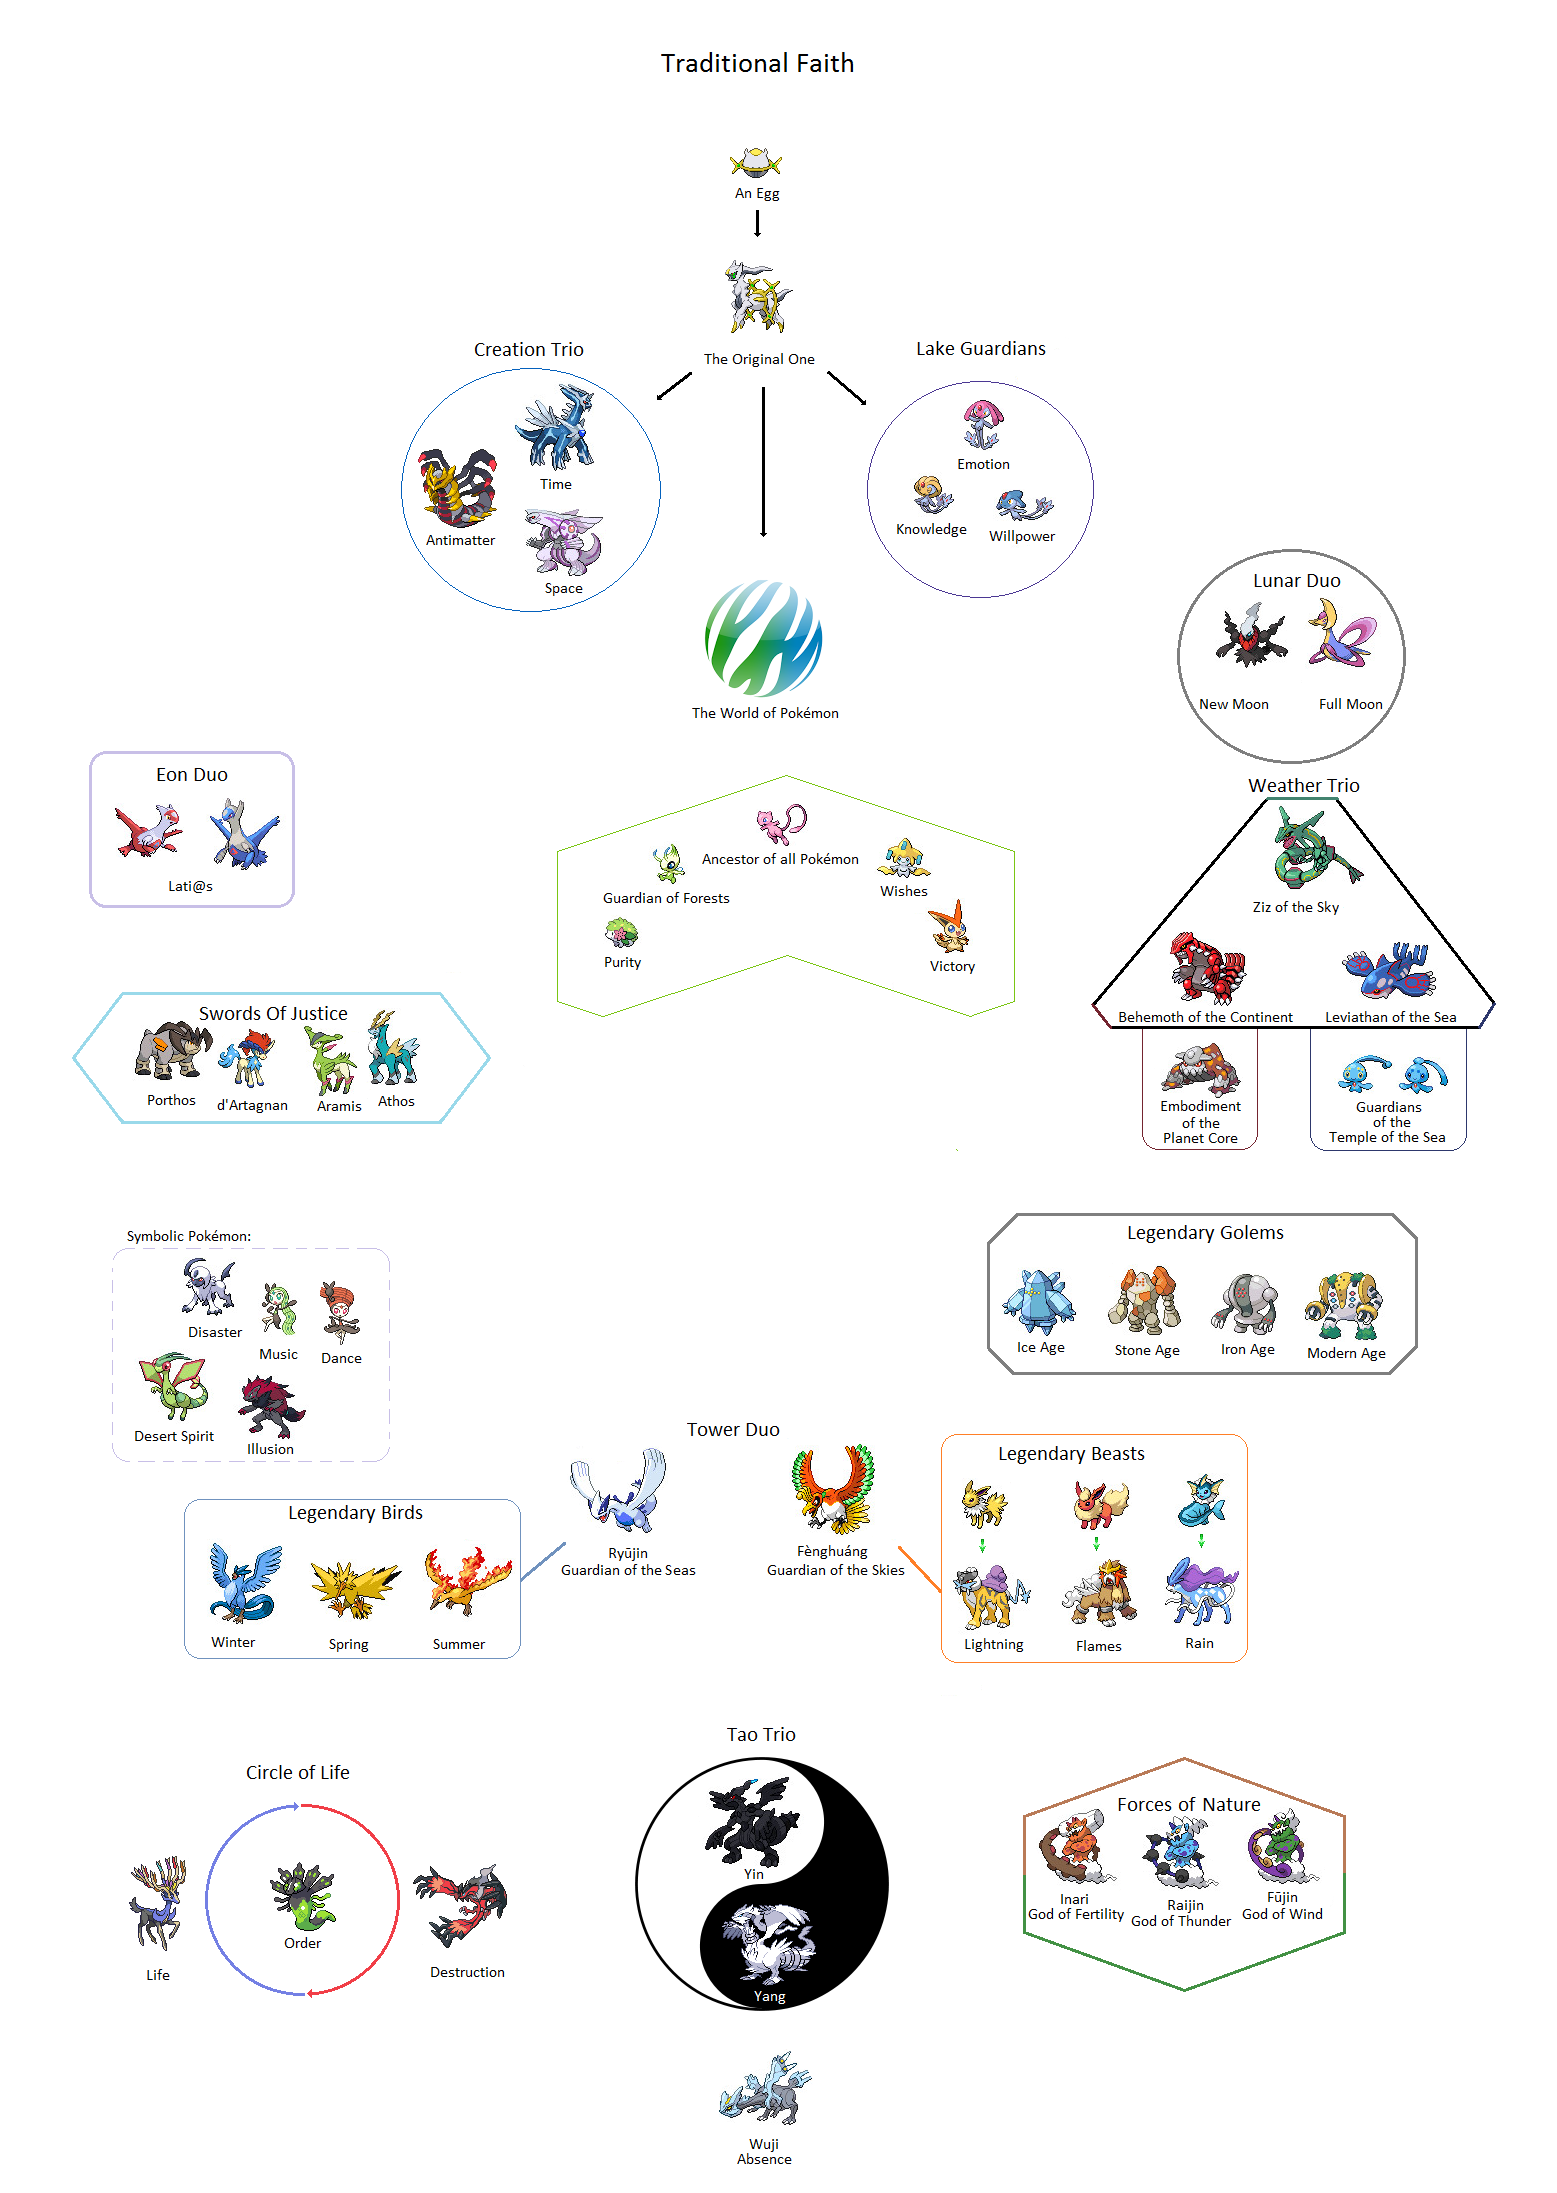 Traditional Faith
An Egg
The Original One
Creation Trio
Time
Antimatter
Space
Lake Guardians
Emotion
Knowledge
Willpower
The World of Pokémon
Lunar Duo
New Moon
Full Moon
Eon Duo
Lati@s
Ancestor of all Pokémon
Guardian of Forests
Wishes
Purity
Victory
Weather Trio
Ziz of the Sky
Behemoth of the Continent
Leviathan of the Sea
Embodiment
of the
Planet Core
Guardians
of the
Temple of the Sea
Swords Of Justice
Porthos
d'Artagnan
Aramis
Athos
Symbolic Pokémon:
Disaster
Music
Dance
Desert Spirit
Illusion
Legendary Golems
Ice Age
Stone Age
Iron Age
Modern Age
Tower Duo
Ryūjin
Guardian of the Seas
Fènghuáng
Guardian of the Skies
Legendary Birds
Winter
Spring
Summer
Legendary Beasts
Lightning
Flames
Rain
Circle of Life
Life
Order
Destruction
Tao Trio
Yin
Yang
Wuji
Absence
Forces of Nature
Inari
God of Fertility
Raijin
God of Thunder
Fūjin
God of Wind